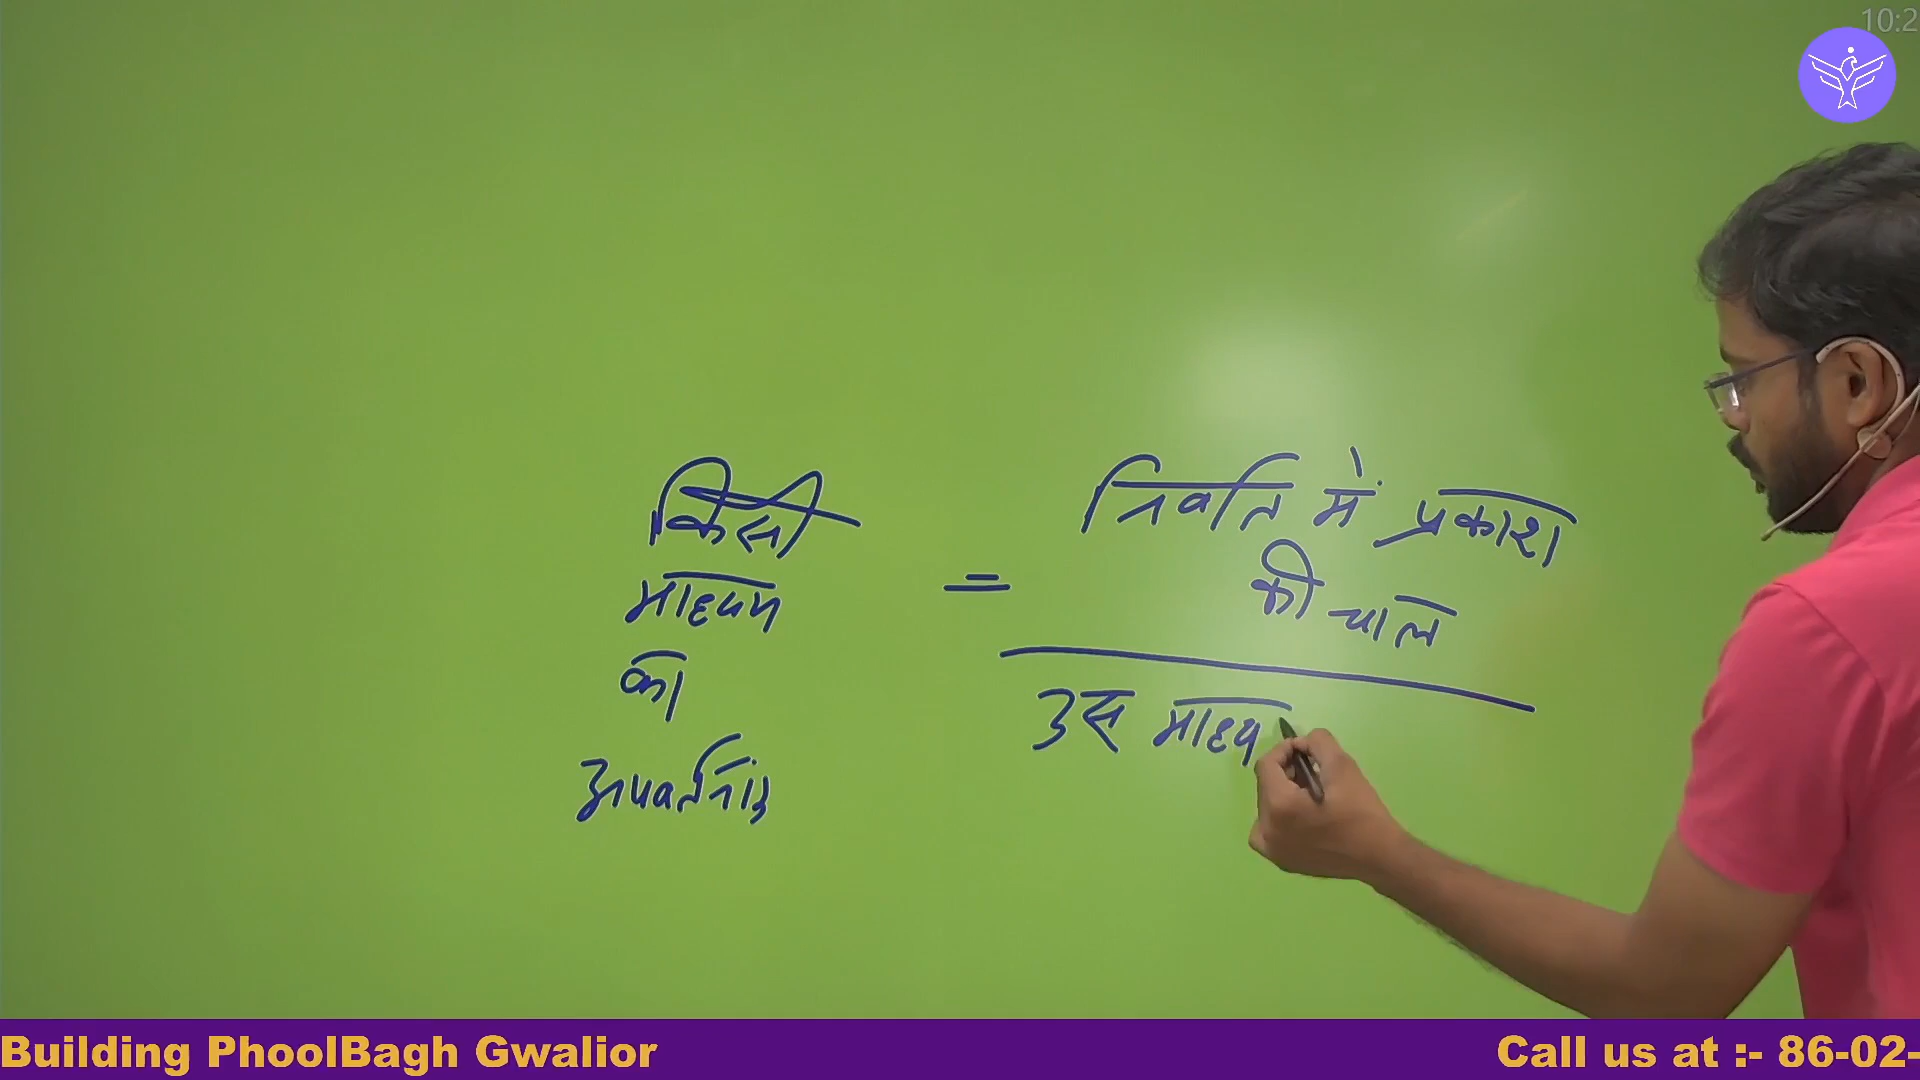 10:2
किसी
माध्यम
का
अपवर्तनांक
=
निर्वात में प्रकाश
की चाल
उस माध्य
Building PhoolBagh Gwalior
Call us at :- 86-02-